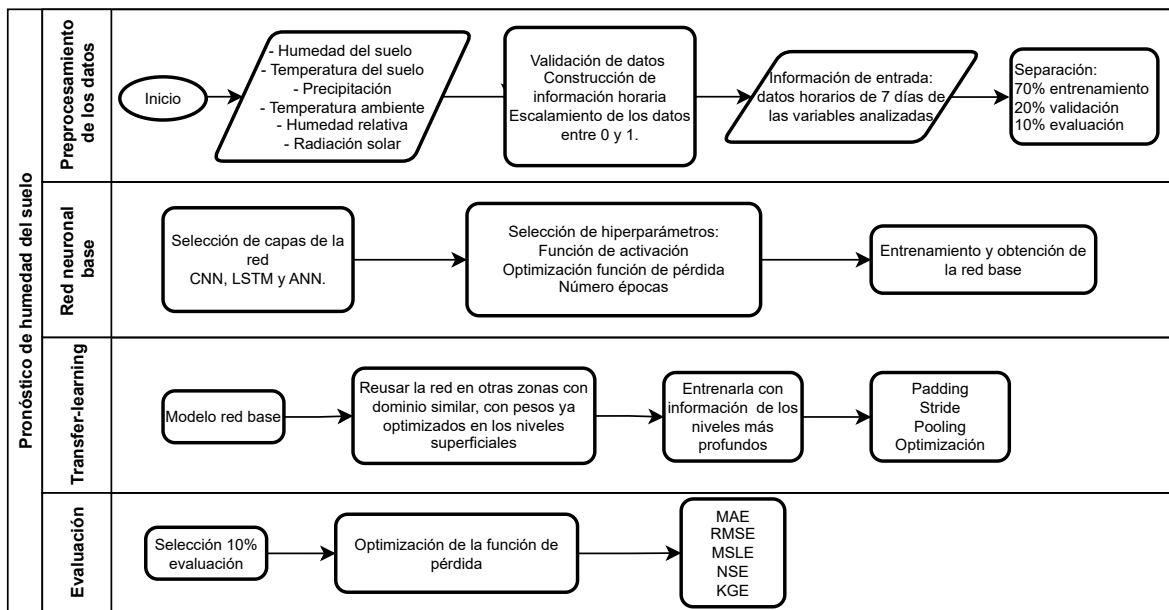 Pronóstico de humedad del suelo
Preprocesamiento
de los datos
Inicio
- Humedad del suelo
- Temperatura del suelo
- Precipitación
- Temperatura ambiente
- Humedad relativa
- Radiación solar
Validación de datos
Construcción de
información horaria
Escalamiento de los datos
entre 0 y 1.
Información de entrada:
datos horarios de 7 días de
las variables analizadas
Separación:
70% entrenamiento
20% validación
10% evaluación
Red neuronal
base
Selección de capas de la
red
CNN, LSTM y ANN.
Selección de hiperparámetros:
Función de activación
Optimización función de pérdida
Número épocas
Entrenamiento y obtención de
la red base
Transfer-learning
Modelo red base
Reusar la red en otras zonas con
dominio similar, con pesos ya
optimizados en los niveles
superficiales
Entrenarla con
información de los
niveles más
profundos
Padding
Stride
Pooling
Optimización
Evaluación
Selección 10%
evaluación
Optimización de la función de
pérdida
MAE
RMSE
MSLE
NSE
KGE